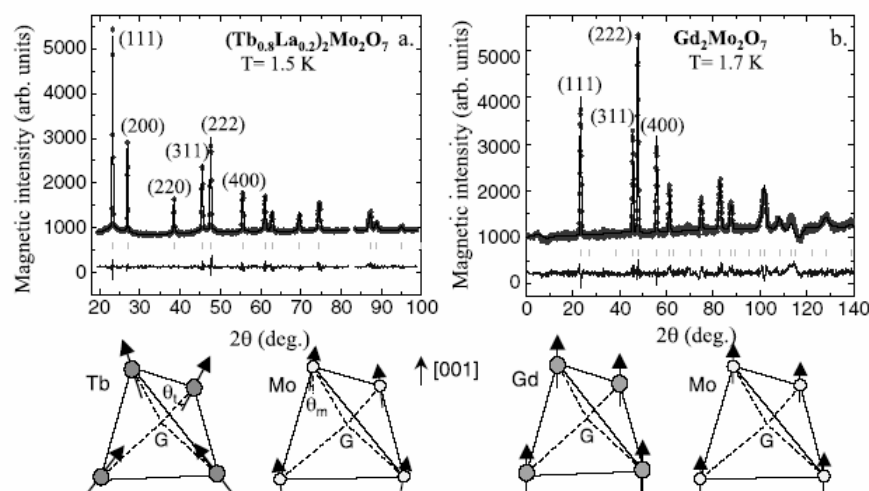 (Tb0.8La0.2)2Mo2O7 a.
T= 1.5 K
Magnetic intensity (arb. units)
5000
4000
3000
2000
1000
0
(111)
(200)
(220)
(311)
(222)
(400)
20 30 40 50 60 70 80 90 100
2θ (deg.)
Gd2Mo2O7 b.
T= 1.7 K
Magnetic intensity (arb. units)
5000
4000
3000
2000
1000
0
(111)
(311)
(222)
(400)
0 20 40 60 80 100 120 140
2θ (deg.)
Tb
θt
G
Mo
θm
G
[001]
Gd
G
Mo
G